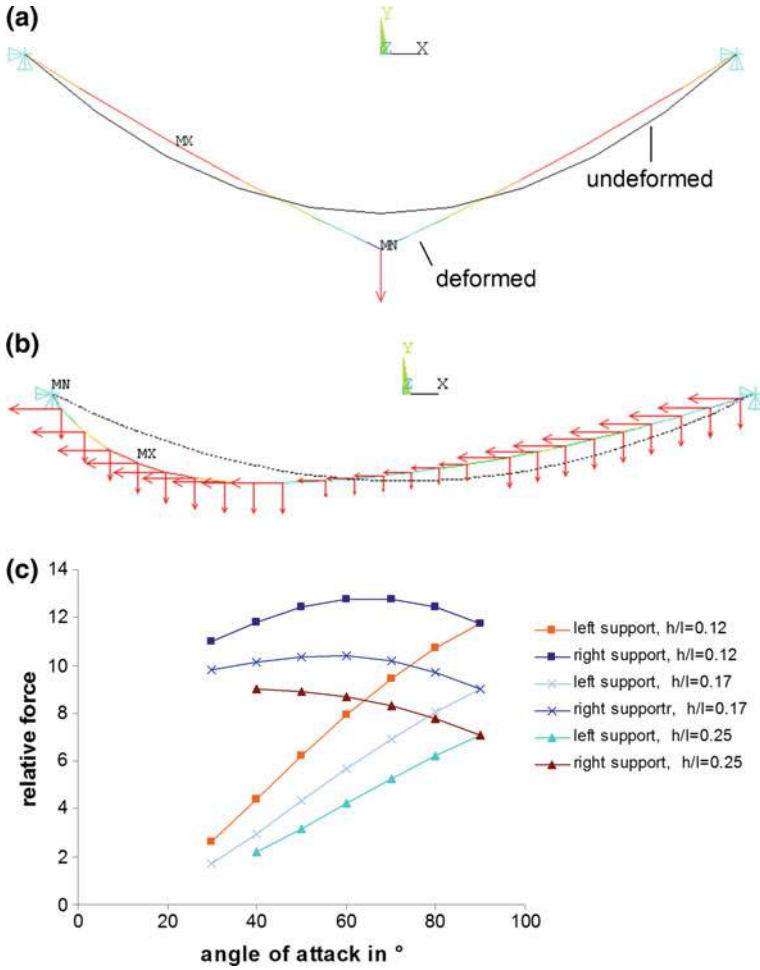 (a)
Y
Z X
MX
undeformed
MN
deformed
(b)
Y
Z X
MN
MX
(c)
14
12
10
8
6
4
2
0
relative force
0 20 40 60 80 100
angle of attack in °
left support, h/l=0.12
right support, h/l=0.12
left support, h/l=0.17
right supportr, h/l=0.17
left support, h/l=0.25
right support, h/l=0.25